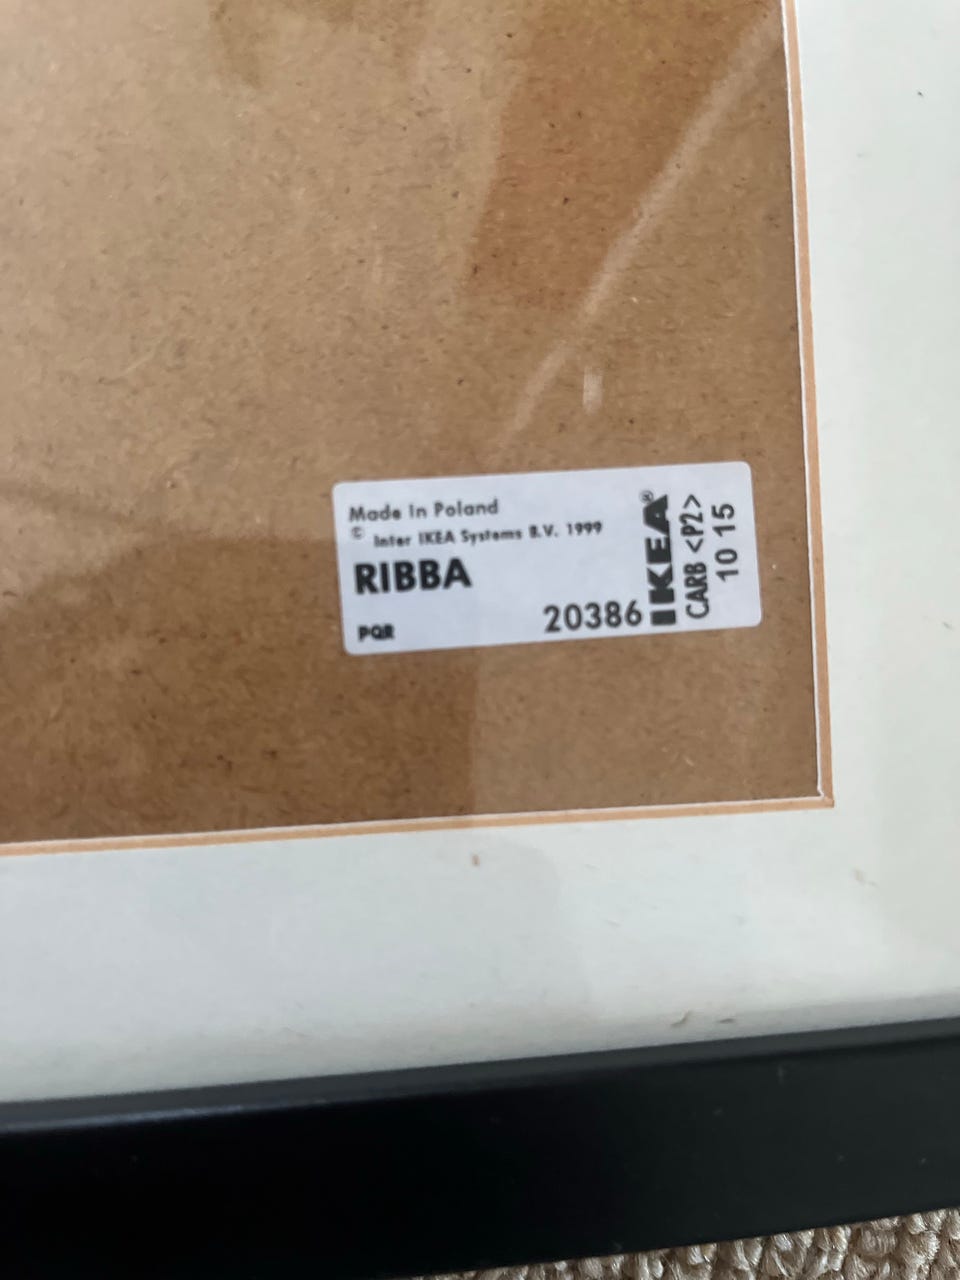 Made in Poland
© Inter IKEA Systems B.V. 1999
RIBBA
PQR
20386
IKEA®
CARB <P2>
10 15